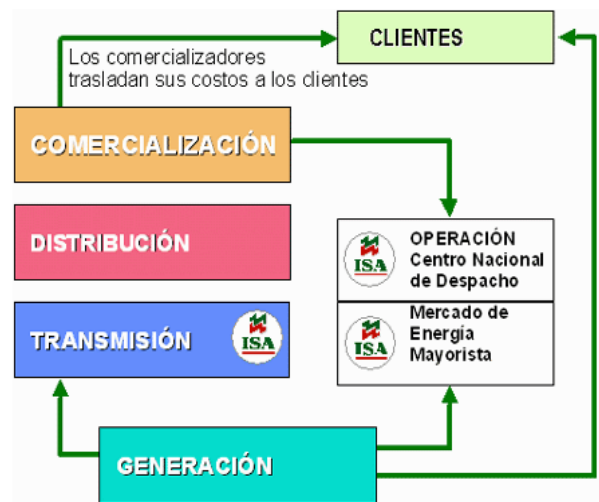 CLIENTES
Los comercializadores
trasladan sus costos a los clientes
COMERCIALIZACIÓN
DISTRIBUCIÓN
OPERACIÓN
Centro Nacional
de Despacho
ISA
TRANSMISIÓN
ISA
Mercado de
Energía
Mayorista
ISA
GENERACIÓN